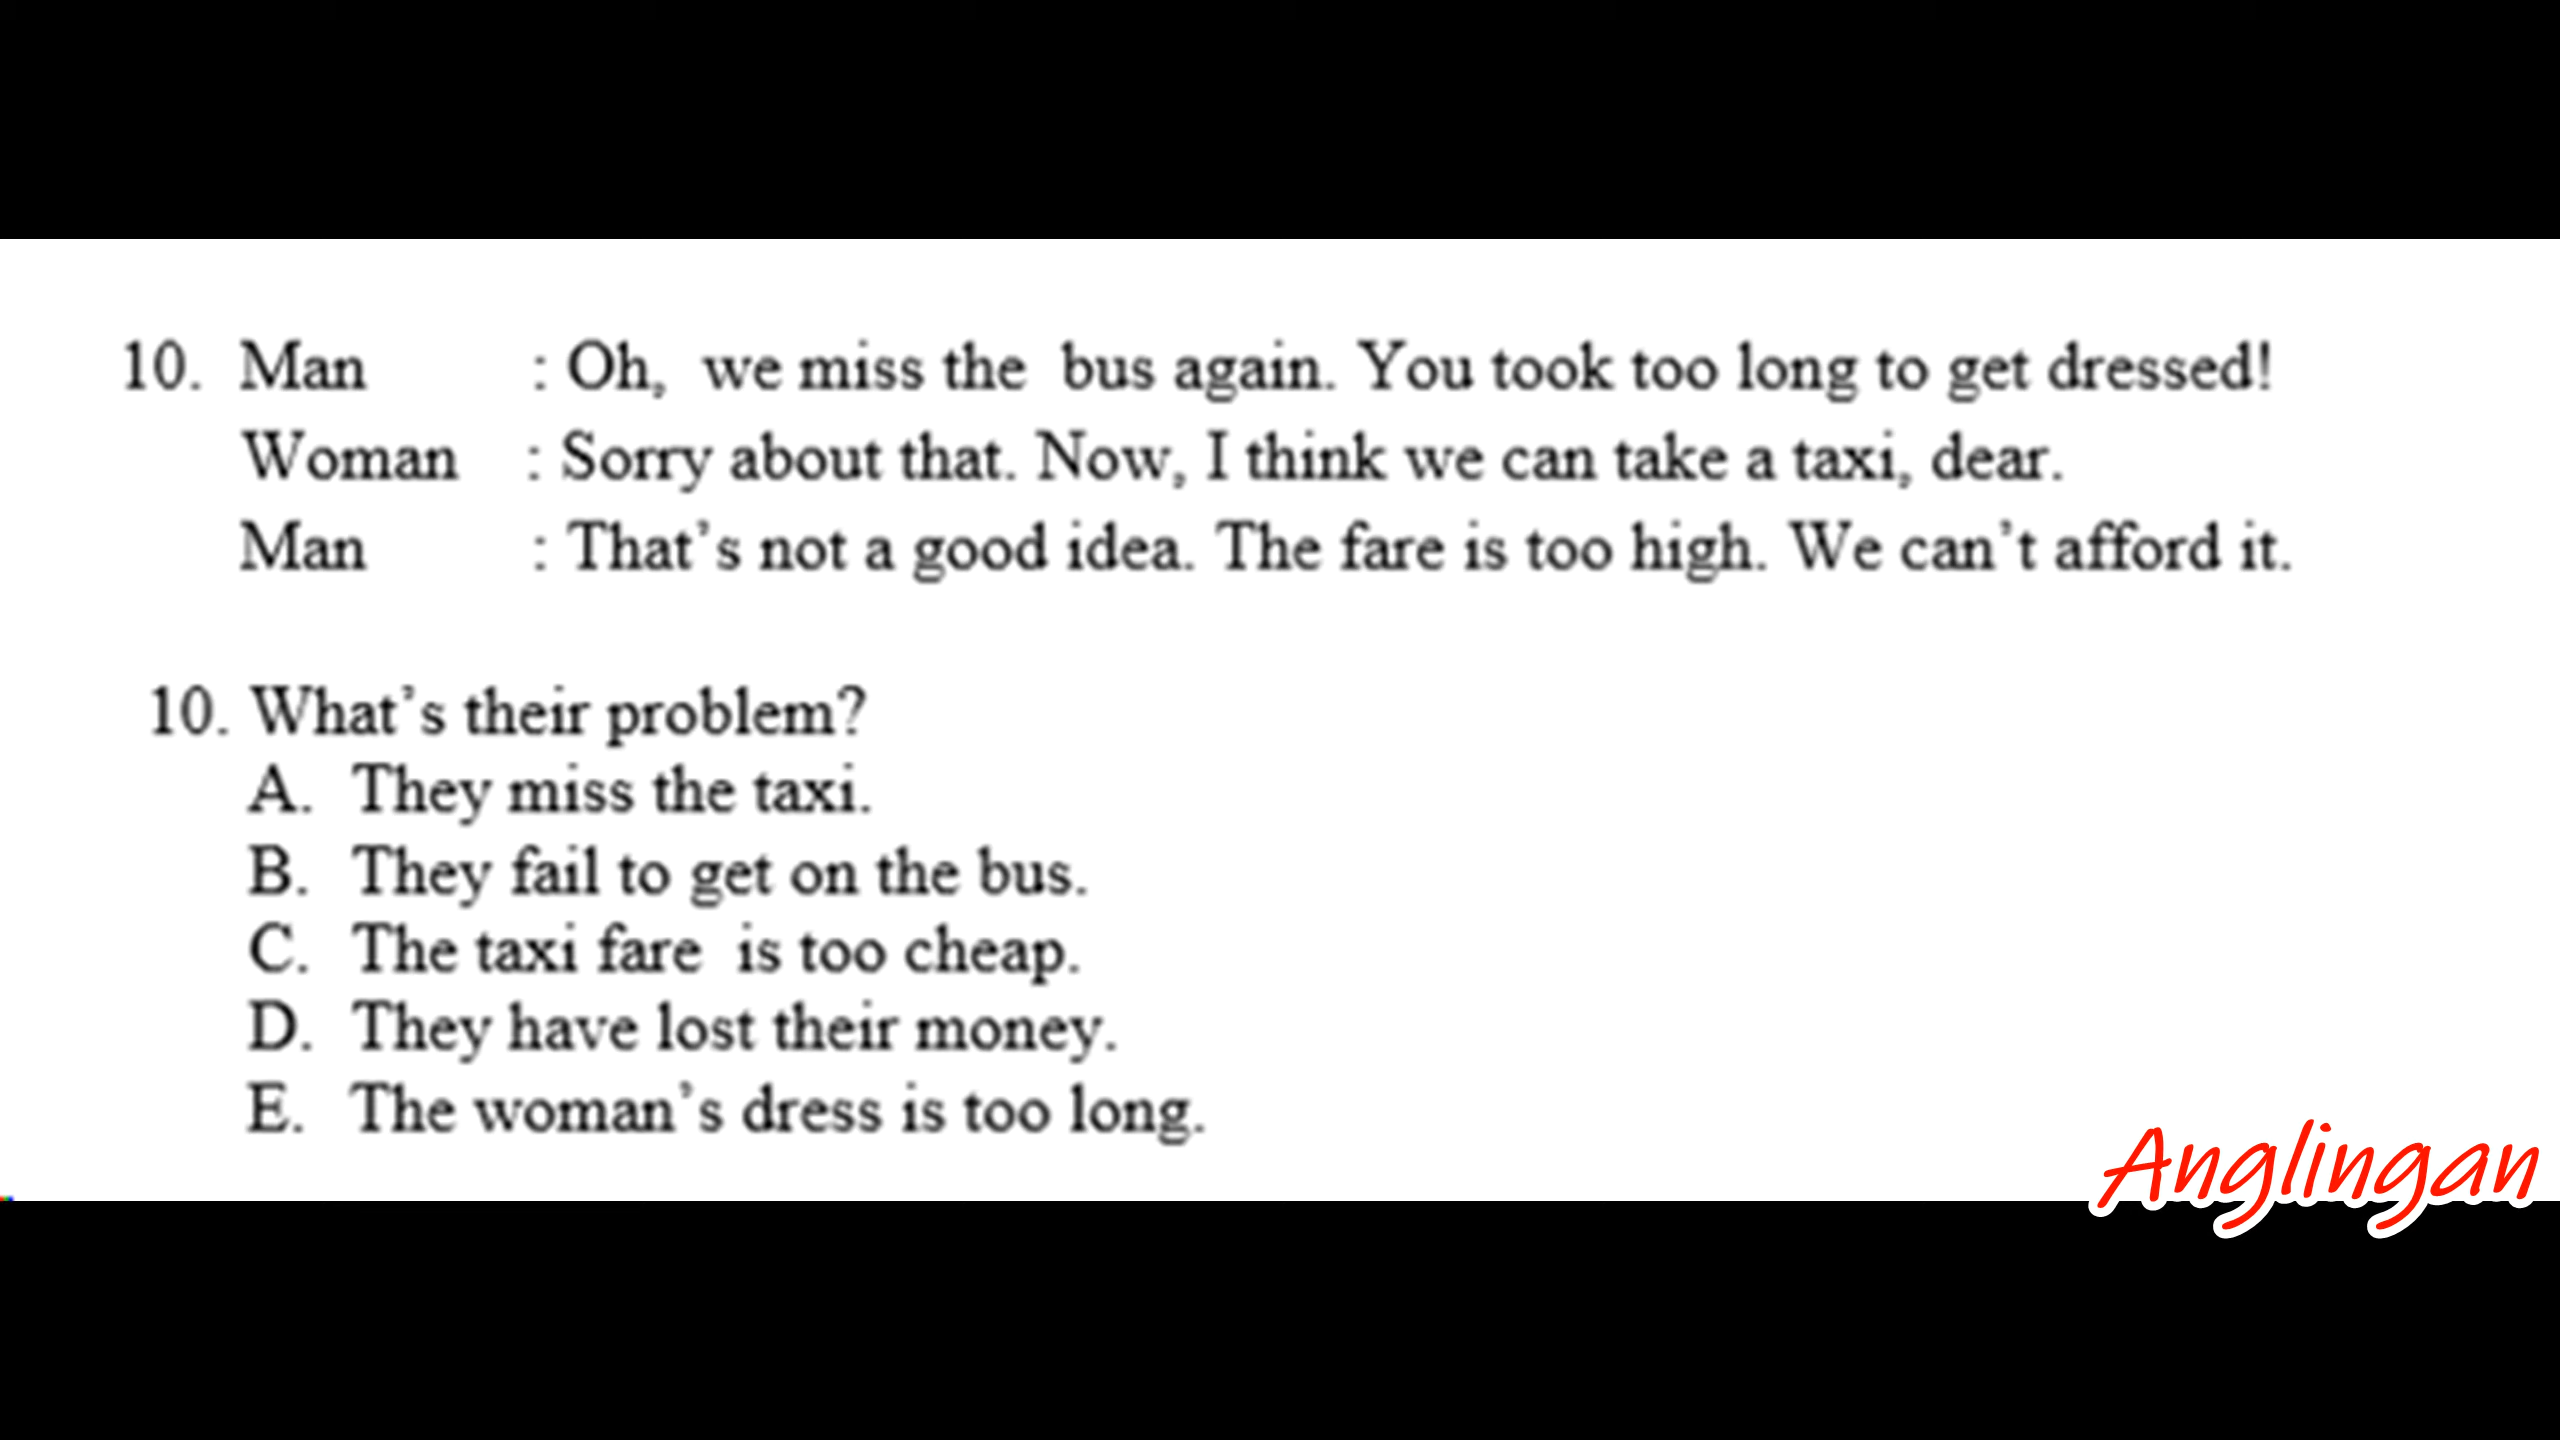 10. Man : Oh, we miss the bus again. You took too long to get dressed!
Woman : Sorry about that. Now, I think we can take a taxi, dear.
Man : That's not a good idea. The fare is too high. We can't afford it.
10. What's their problem?
A. They miss the taxi.
B. They fail to get on the bus.
C. The taxi fare is too cheap.
D. They have lost their money.
E. The woman's dress is too long.
Anglingan